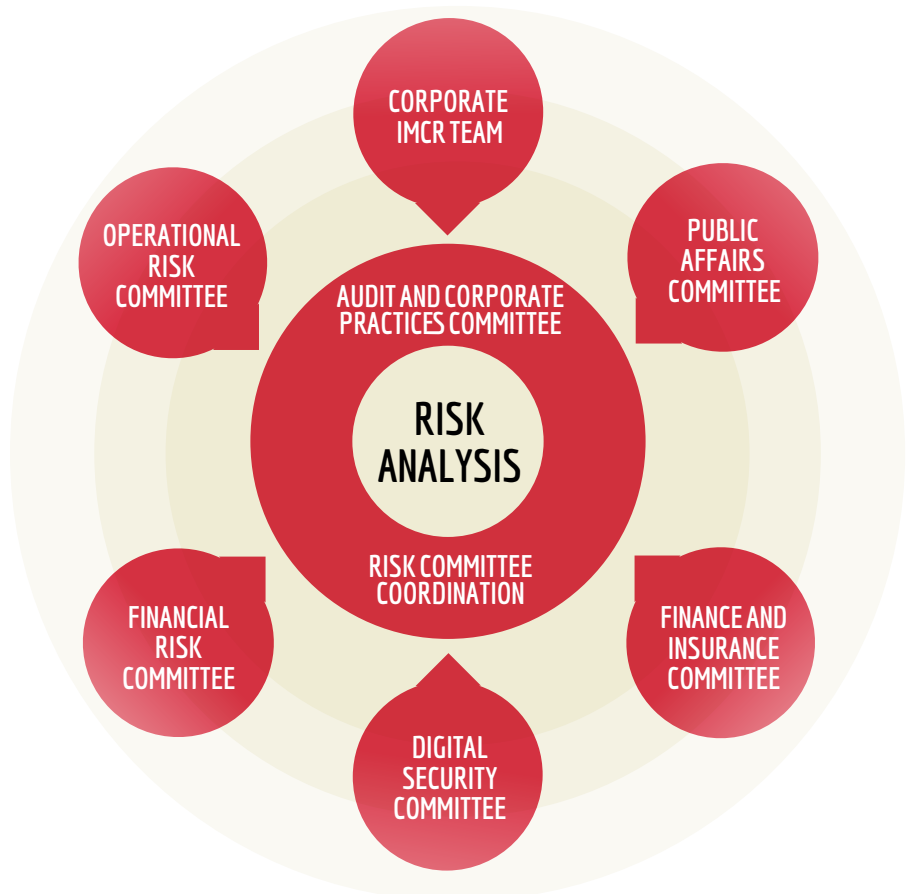 CORPORATE
IMCR TEAM
OPERATIONAL
RISK
COMMITTEE
PUBLIC
AFFAIRS
COMMITTEE
AUDIT AND CORPORATE
PRACTICES COMMITTEE
RISK
ANALYSIS
RISK COMMITTEE
COORDINATION
FINANCIAL
RISK
COMMITTEE
FINANCE AND
INSURANCE
COMMITTEE
DIGITAL
SECURITY
COMMITTEE